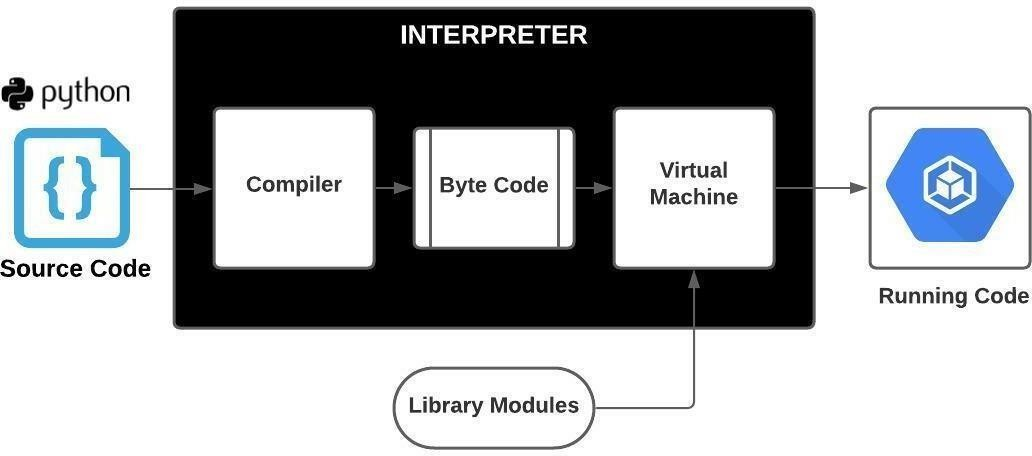 INTERPRETER
python
Source Code
Compiler
Byte Code
Virtual
Machine
Running Code
Library Modules